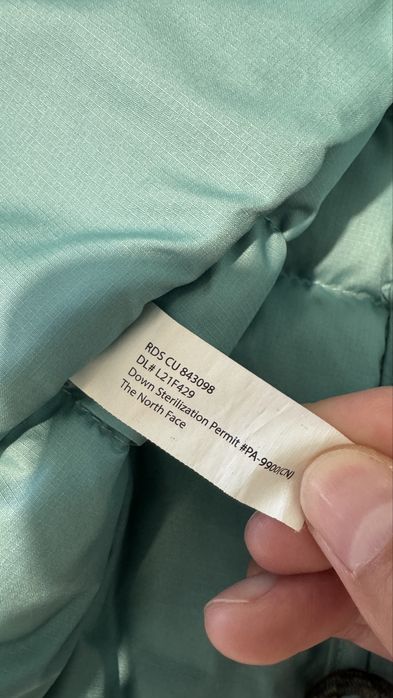 RDS CU 843098
DL# L21F429
Down Sterilization Permit #PA-9900(CN)
The North Face